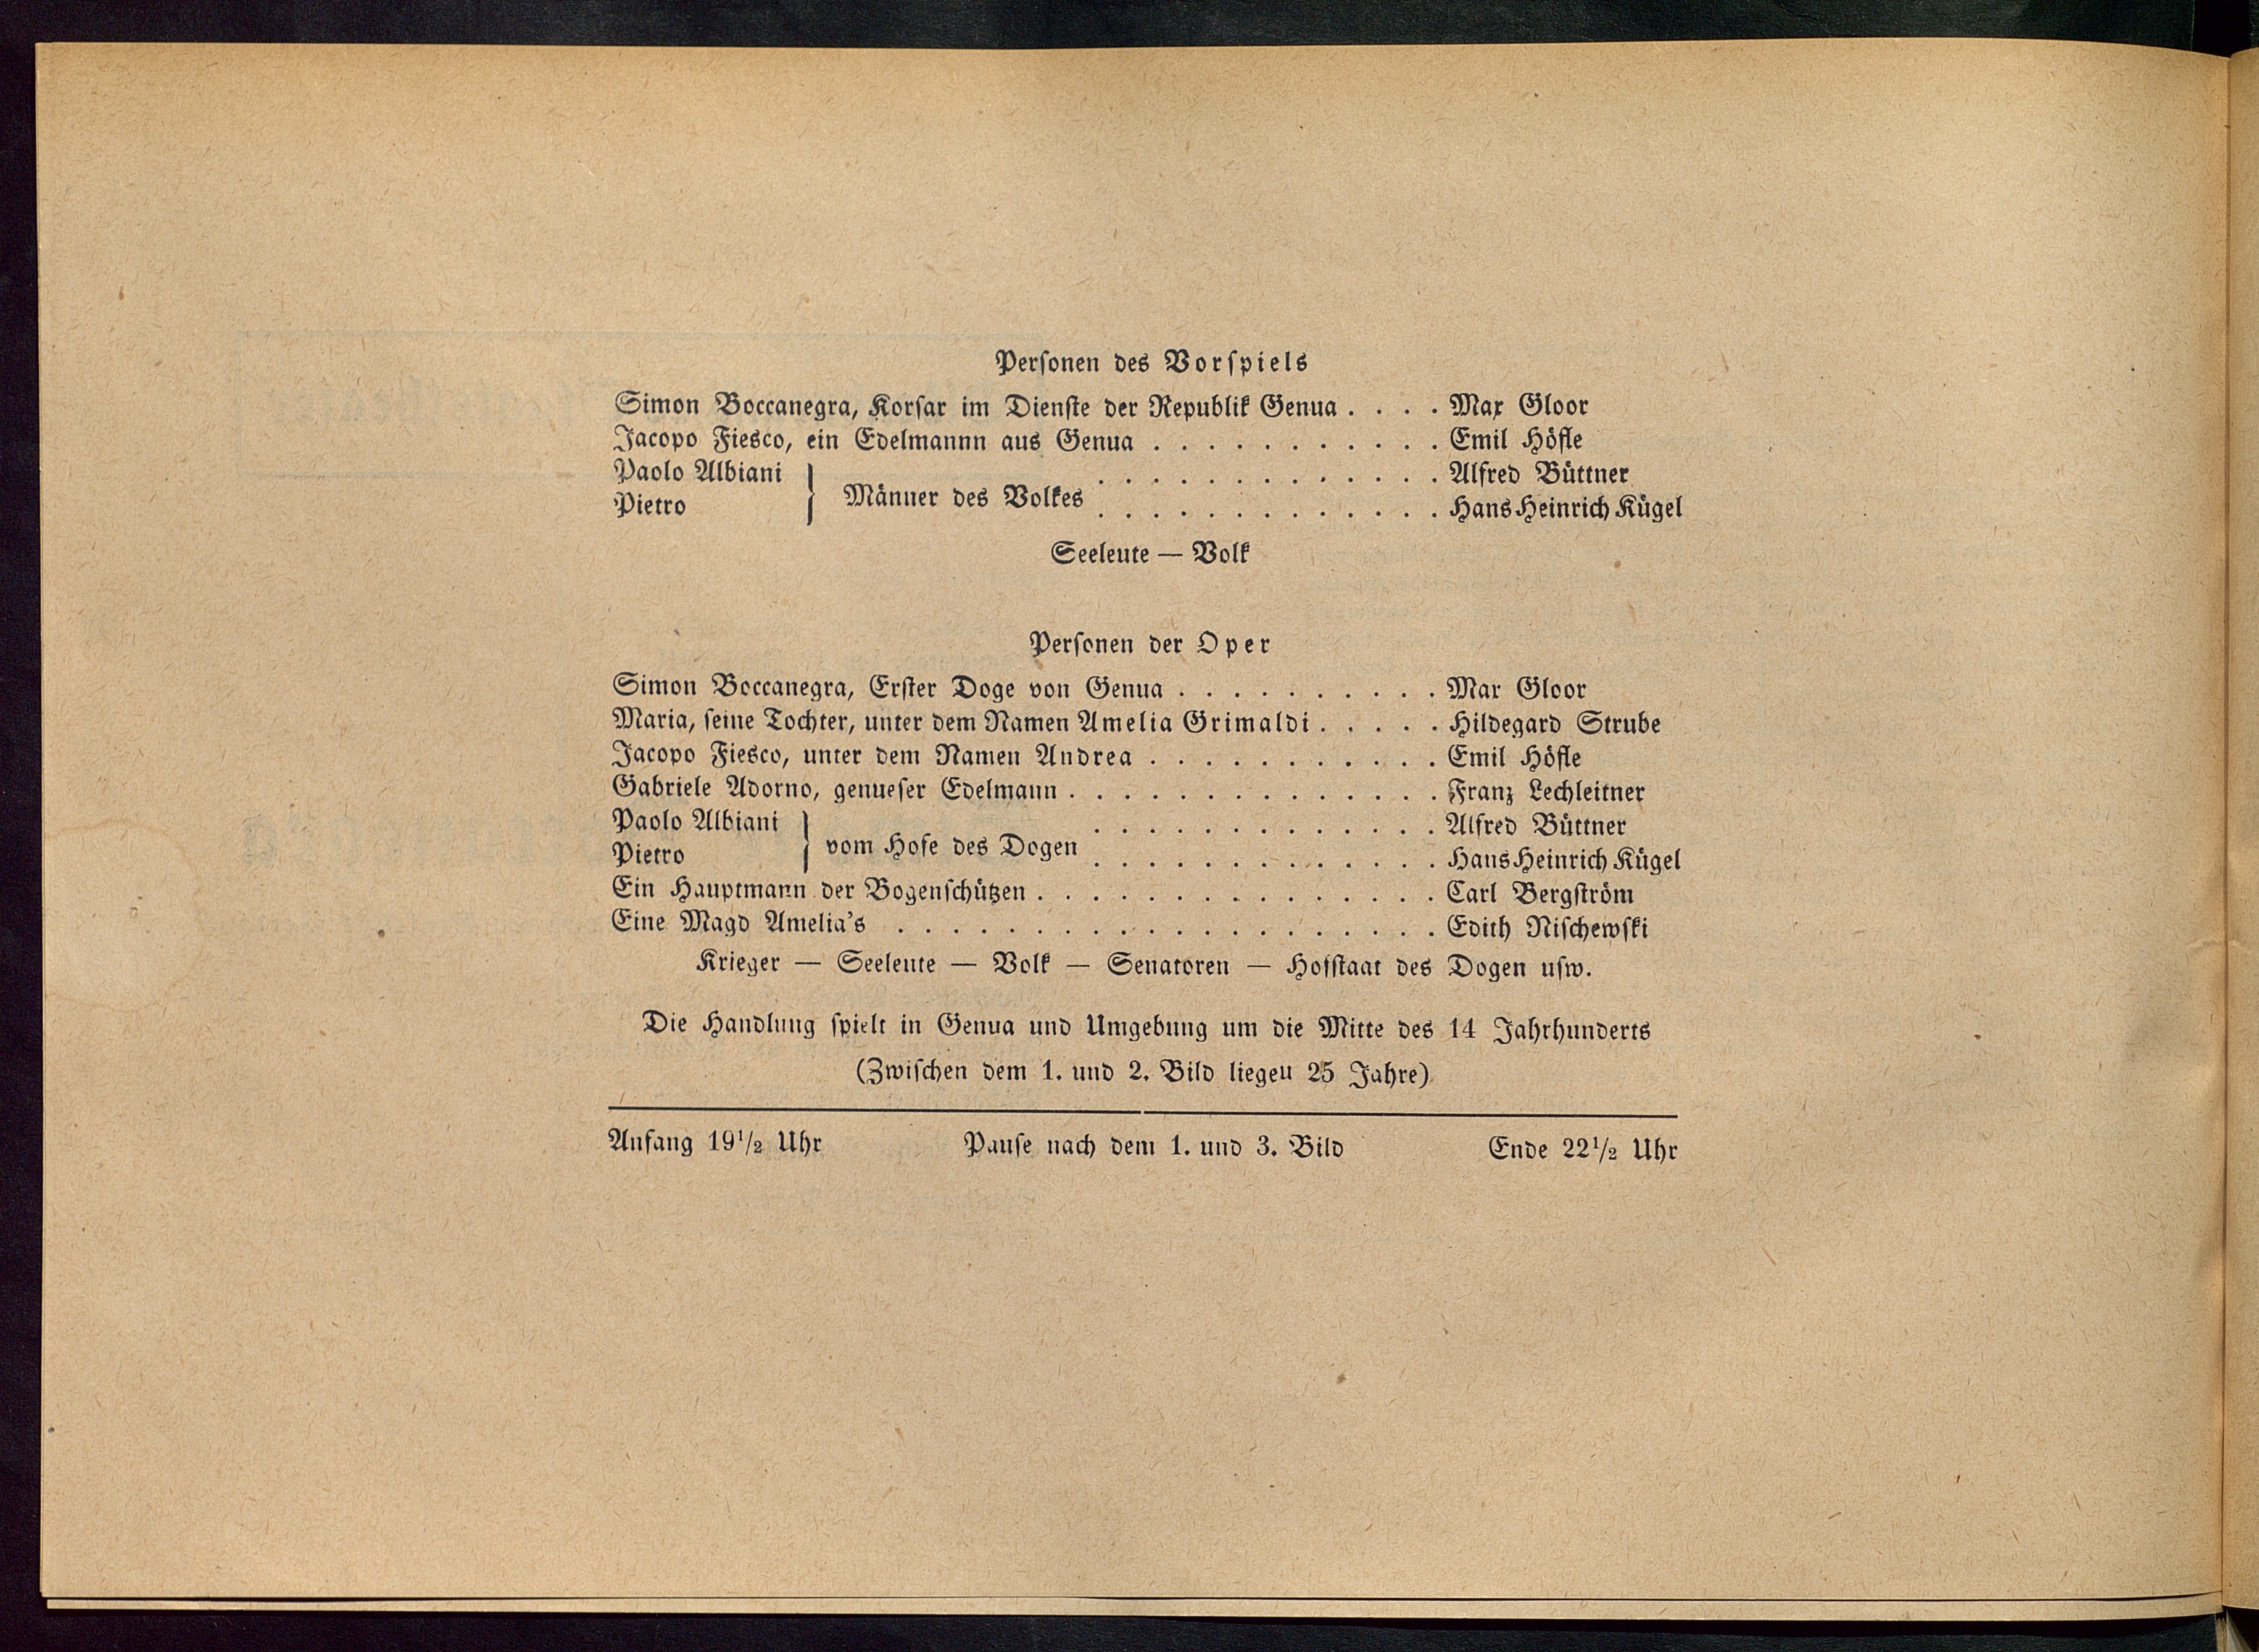 Personen des Vorspiels
Simon Boccanegra, Korsar im Dienste der Republik Genua . . . . Max Gloor
Jacopo Fiesco, ein Edelmannn aus Genua . . . . . . . . . . . Emil Höfle
Paolo Albiani } Männer des Volkes . . . . . . . . . . . . . Alfred Büttner
Pietro . . . . . . . . . . . . . Hans Heinrich Kügel
Seeleute — Volk
Personen der Oper
Simon Boccanegra, Erster Doge von Genua . . . . . . . . . . Max Gloor
Maria, seine Tochter, unter dem Namen Amelia Grimaldi . . . . . Hildegard Strube
Jacopo Fiesco, unter dem Namen Andrea . . . . . . . . . . . Emil Höfle
Gabriele Adorno, genueser Edelmann . . . . . . . . . . . . . . Franz Lechleitner
Paolo Albiani } vom Hofe des Dogen . . . . . . . . . . . . . Alfred Büttner
Pietro . . . . . . . . . . . . . Hans Heinrich Kügel
Ein Hauptmann der Bogenschützen . . . . . . . . . . . . . . . Carl Bergström
Eine Magd Amelia's . . . . . . . . . . . . . . . . . . . . Edith Nischewski
Krieger — Seeleute — Volk — Senatoren — Hofstaat des Dogen usw.
Die Handlung spielt in Genua und Umgebung um die Mitte des 14 Jahrhunderts
(Zwischen dem 1. und 2. Bild liegen 25 Jahre)
Anfang 19½ Uhr Pause nach dem 1. und 3. Bild Ende 22½ Uhr